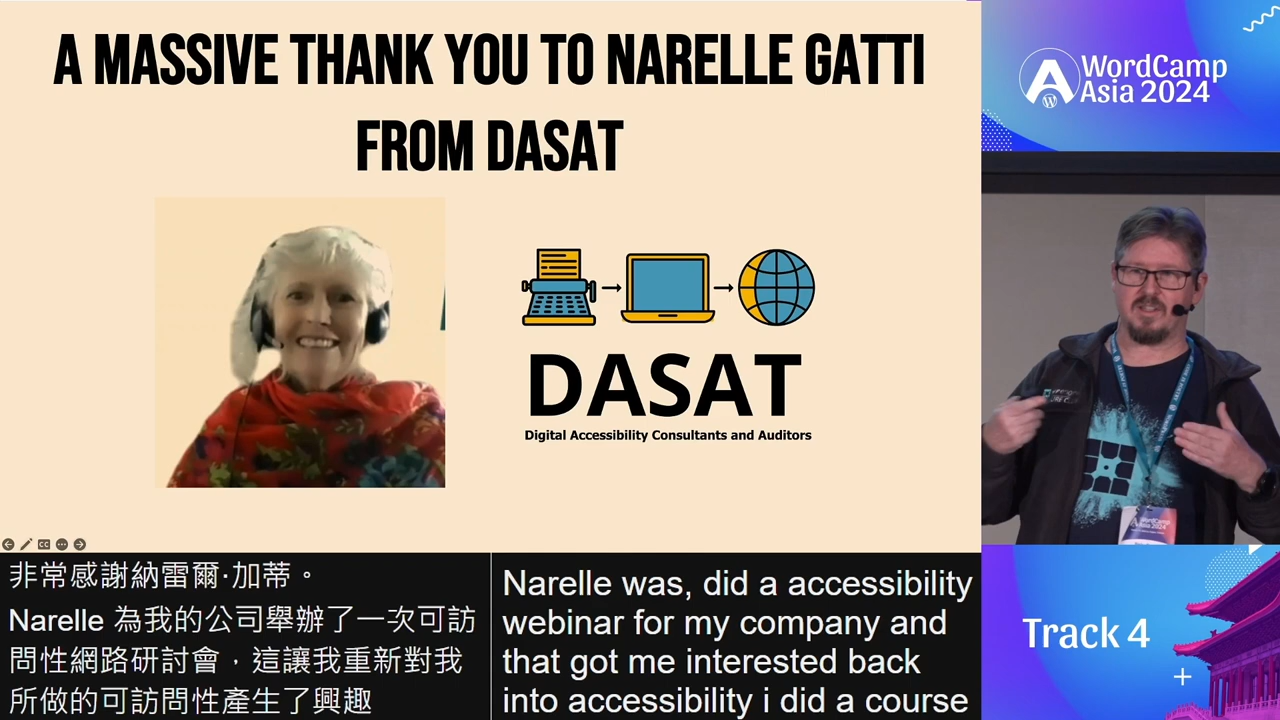 A MASSIVE THANK YOU TO NARELLE GATTI
FROM DASAT
DASAT
Digital Accessibility Consultants and Auditors
非常感謝納雷爾·加蒂。
Narelle 為我的公司舉辦了一次可訪
問性網路研討會，這讓我重新對我
所做的可訪問性產生了興趣
Narelle was, did a accessibility
webinar for my company and
that got me interested back
into accessibility i did a course
WordCamp
Asia 2024
WordCamp
Asia 2024
Track 4